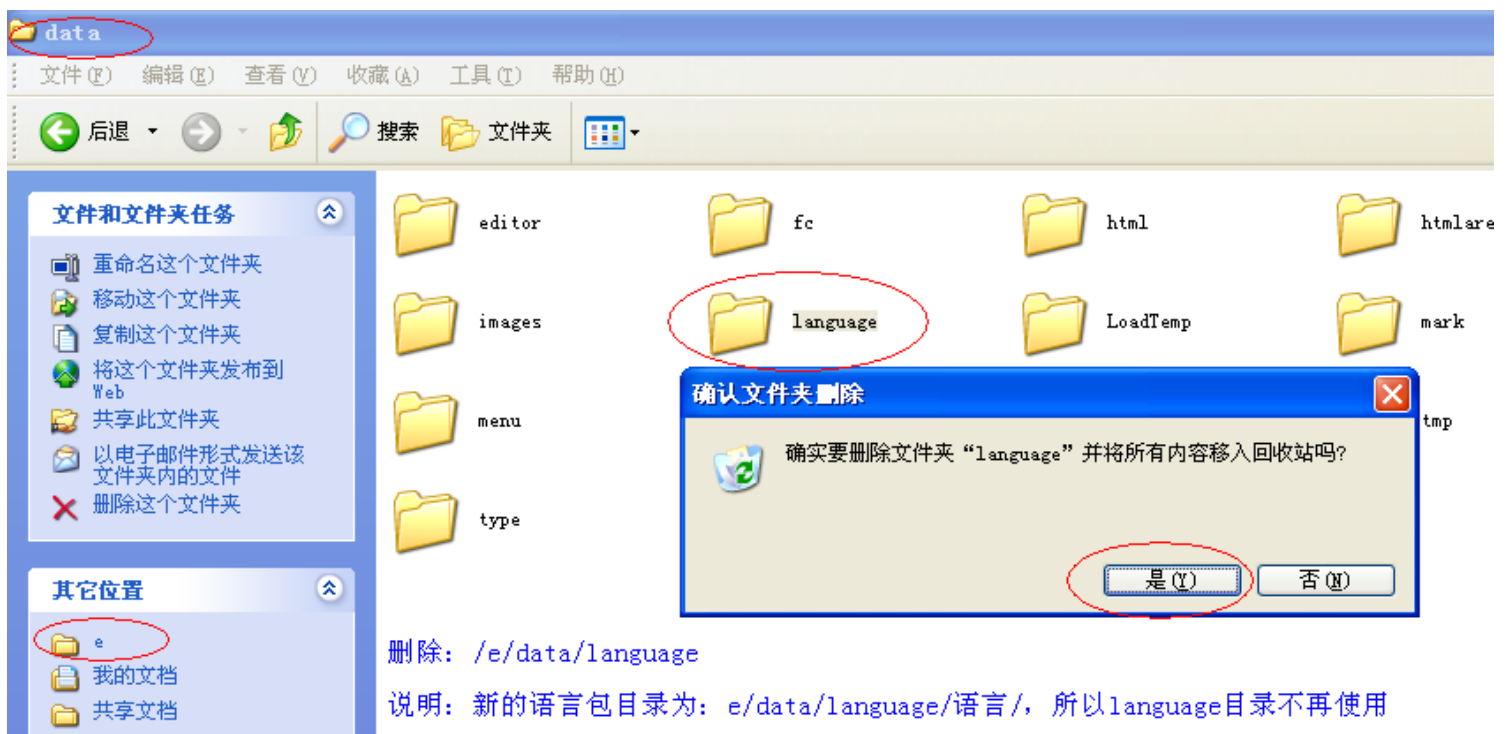 data
文件(F) 编辑(E) 查看(V) 收藏(A) 工具(T) 帮助(H)
后退 搜索 文件夹
文件和文件夹任务
重命名这个文件夹
移动这个文件夹
复制这个文件夹
将这个文件夹发布到
Web
共享此文件夹
以电子邮件形式发送该
文件夹内的文件
删除这个文件夹
其它位置
e
我的文档
共享文档
editor fc html htmlare
images language LoadTemp mark
menu tmp
type
确认文件夹删除
确实要删除文件夹“language”并将所有内容移入回收站吗?
是(Y) 否(N)
删除: /e/data/language
说明: 新的语言包目录为: e/data/language/语言/, 所以language目录不再使用